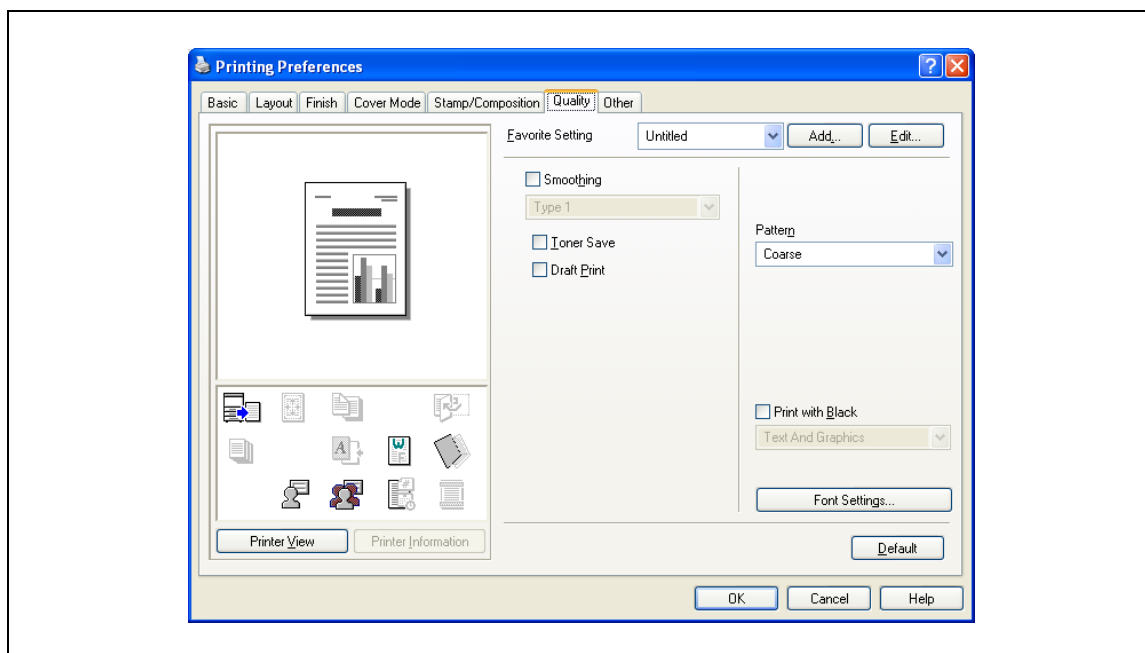 Printing Preferences
Basic Layout Finish Cover Mode Stamp/Composition Quality Other
Favorite Setting Untitled Add... Edit...
Smoothing
Type 1
Toner Save
Draft Print
Pattern
Coarse
Print with Black
Text And Graphics
Font Settings...
Printer View Printer Information
Default
OK Cancel Help